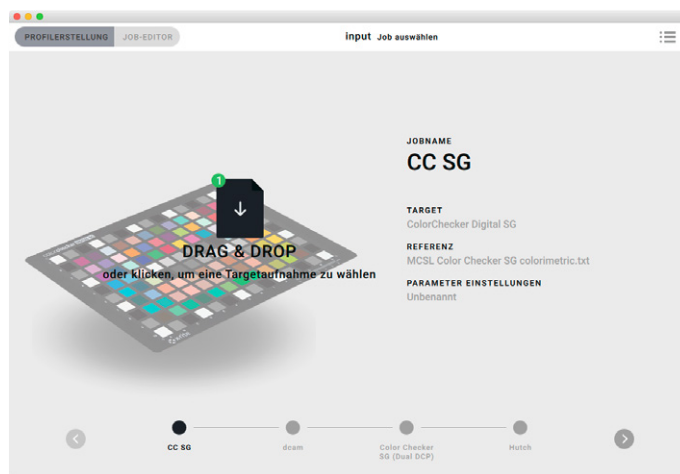 PROFILERSTELLUNG JOB-EDITOR input Job auswählen
JOBNAME
CC SG
1
DRAG & DROP
oder klicken, um eine Targetaufnahme zu wählen
TARGET
ColorChecker Digital SG
REFERENZ
MCSL Color Checker SG colorimetric.txt
PARAMETER EINSTELLUNGEN
Unbenannt
CC SG
dcam
Color Checker
SG (Dual DCP)
Hutch